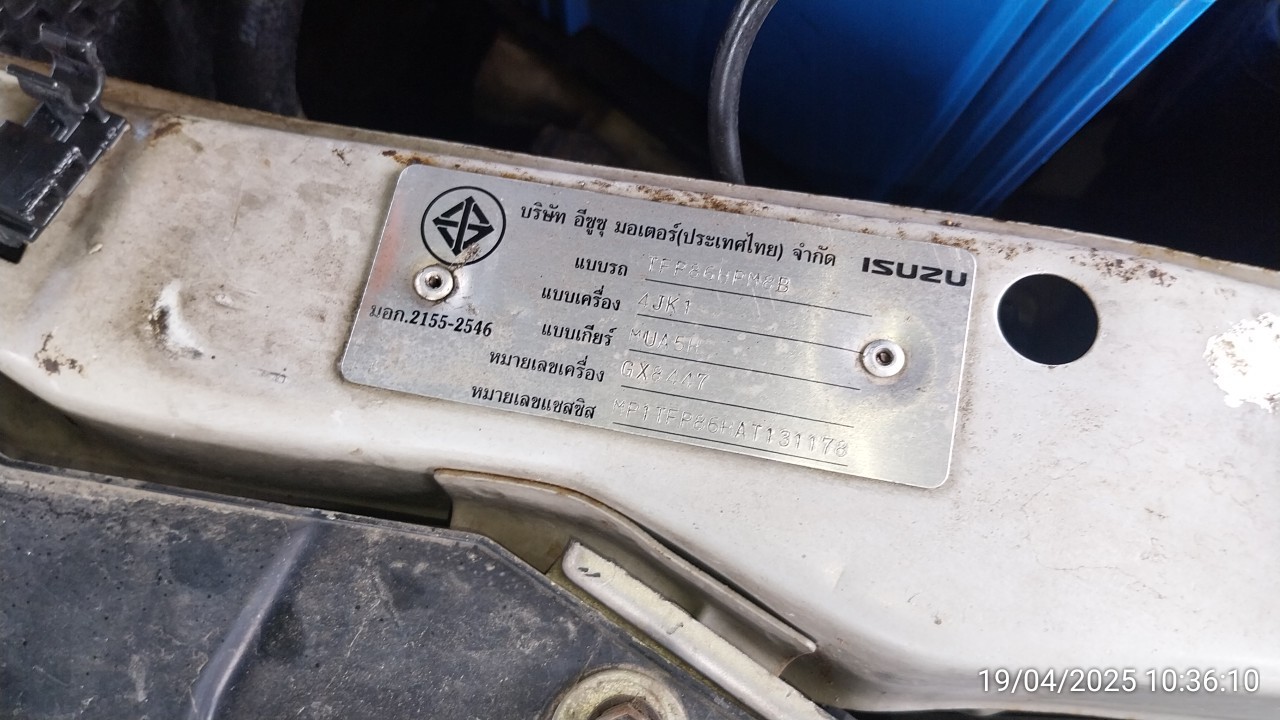 บริษัท อีซูซุ มอเตอร์(ประเทศไทย) จำกัด ISUZU
แบบรถ TFP86HPM8B
แบบเครื่อง 4JK1
มอก.2155-2546
แบบเกียร์ MUA5H
หมายเลขเครื่อง GX8447
หมายเลขแชสซิส MP1TFP86HAT131178
19/04/2025 10:36:10